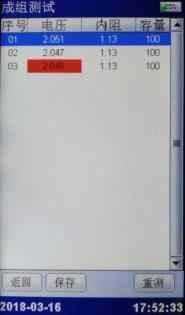 成组测试
序号 电压 内阻 容量
01 2.051 1.13 100
02 2.047 1.13 100
03 2.046 1.13 100
返回 保存 重测
2018-03-16 17:52:33